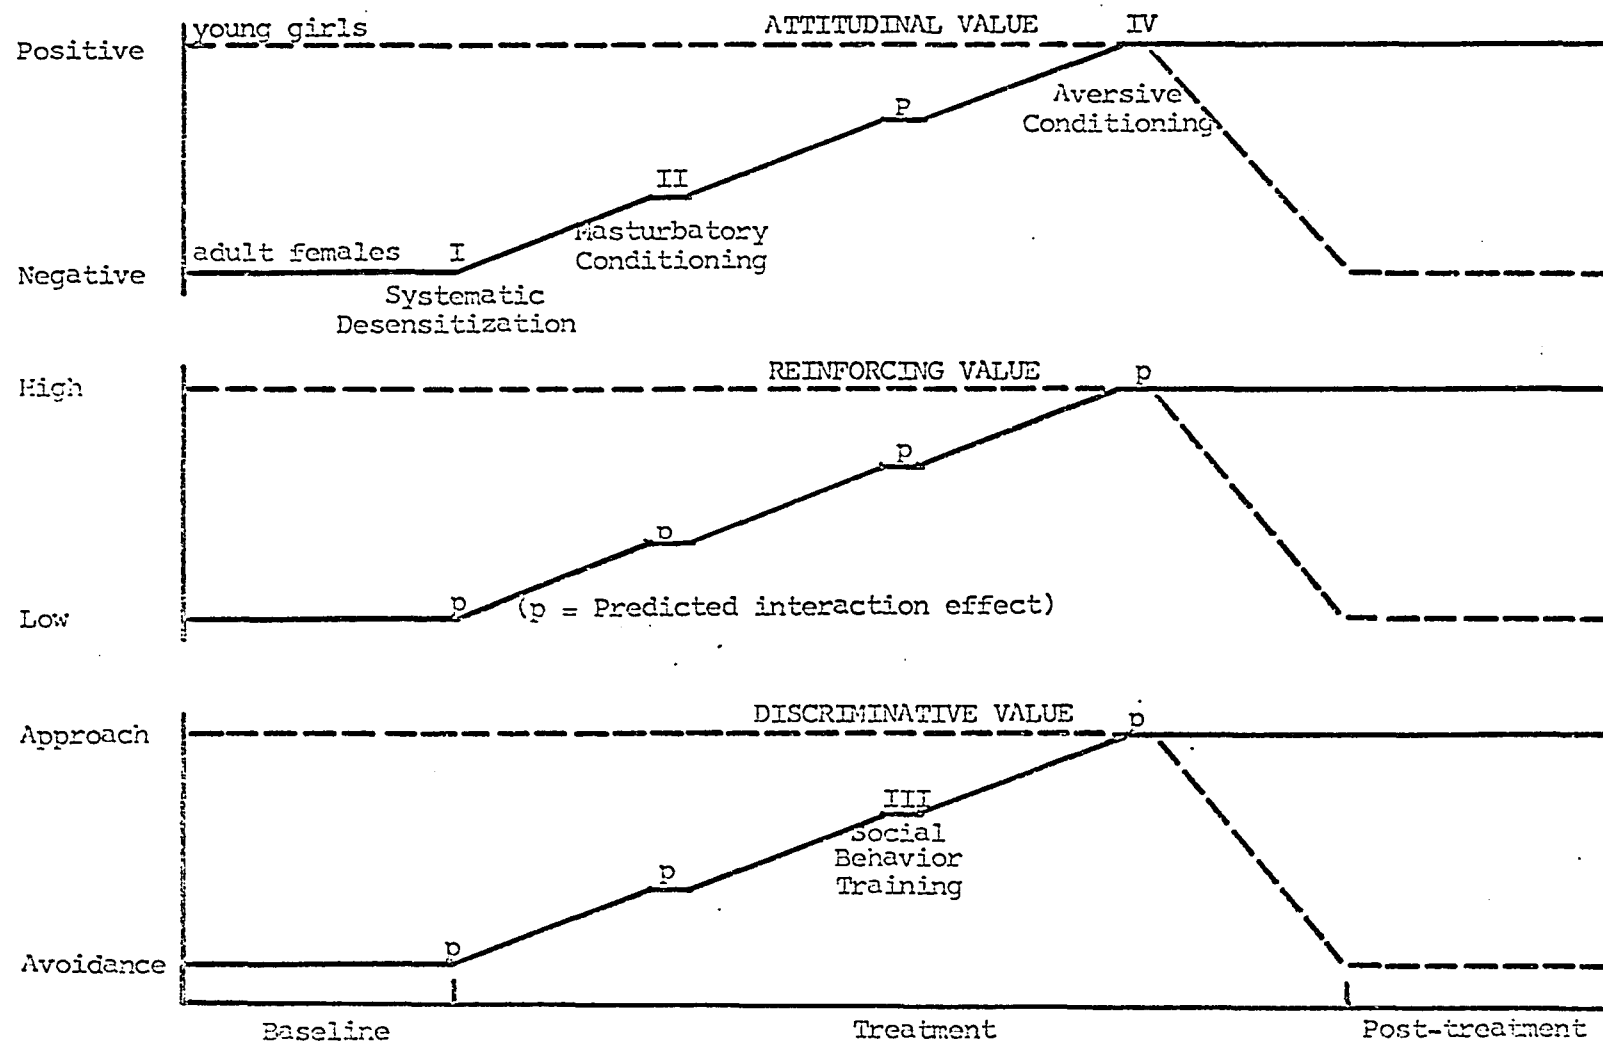 young girls
ATTITUDINAL VALUE
IV
Positive
Aversive
Conditioning
P
II
Masturbatory
Conditioning
adult females
I
Negative
Systematic
Desensitization
REINFORCING VALUE
p
High
p
p
p
(p = Predicted interaction effect)
Low
DISCRIMINATIVE VALUE
p
Approach
III
Social
Behavior
Training
p
p
Avoidance
Baseline
Treatment
Post-treatment